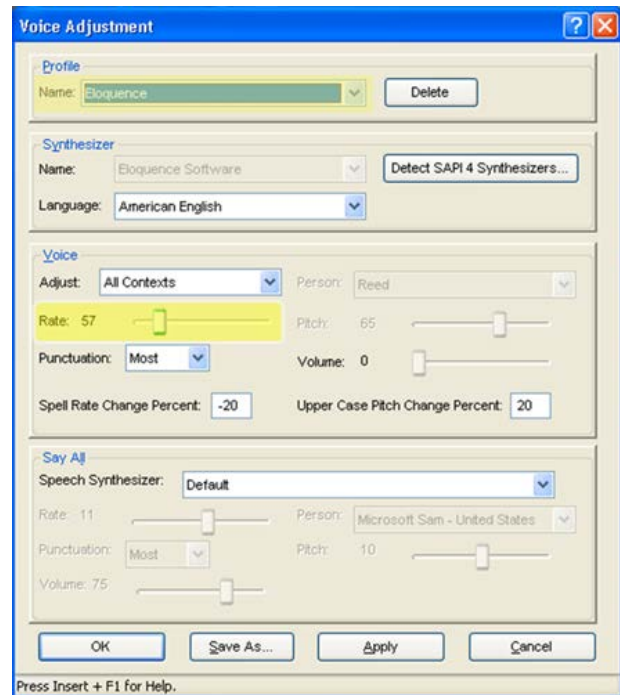 Voice Adjustment
Profile
Name: Eloquence Delete
Synthesizer
Name: Eloquence Software Detect SAPI 4 Synthesizers...
Language: American English
Voice
Adjust: All Contexts Person: Reed
Rate: 57 Pitch: 65
Punctuation: Most Volume: 0
Spell Rate Change Percent: -20 Upper Case Pitch Change Percent: 20
Say All
Speech Synthesizer: Default
Rate: 11 Person: Microsoft Sam - United States
Punctuation: Most Pitch: 10
Volume: 75
OK Save As... Apply Cancel
Press Insert + F1 for Help.